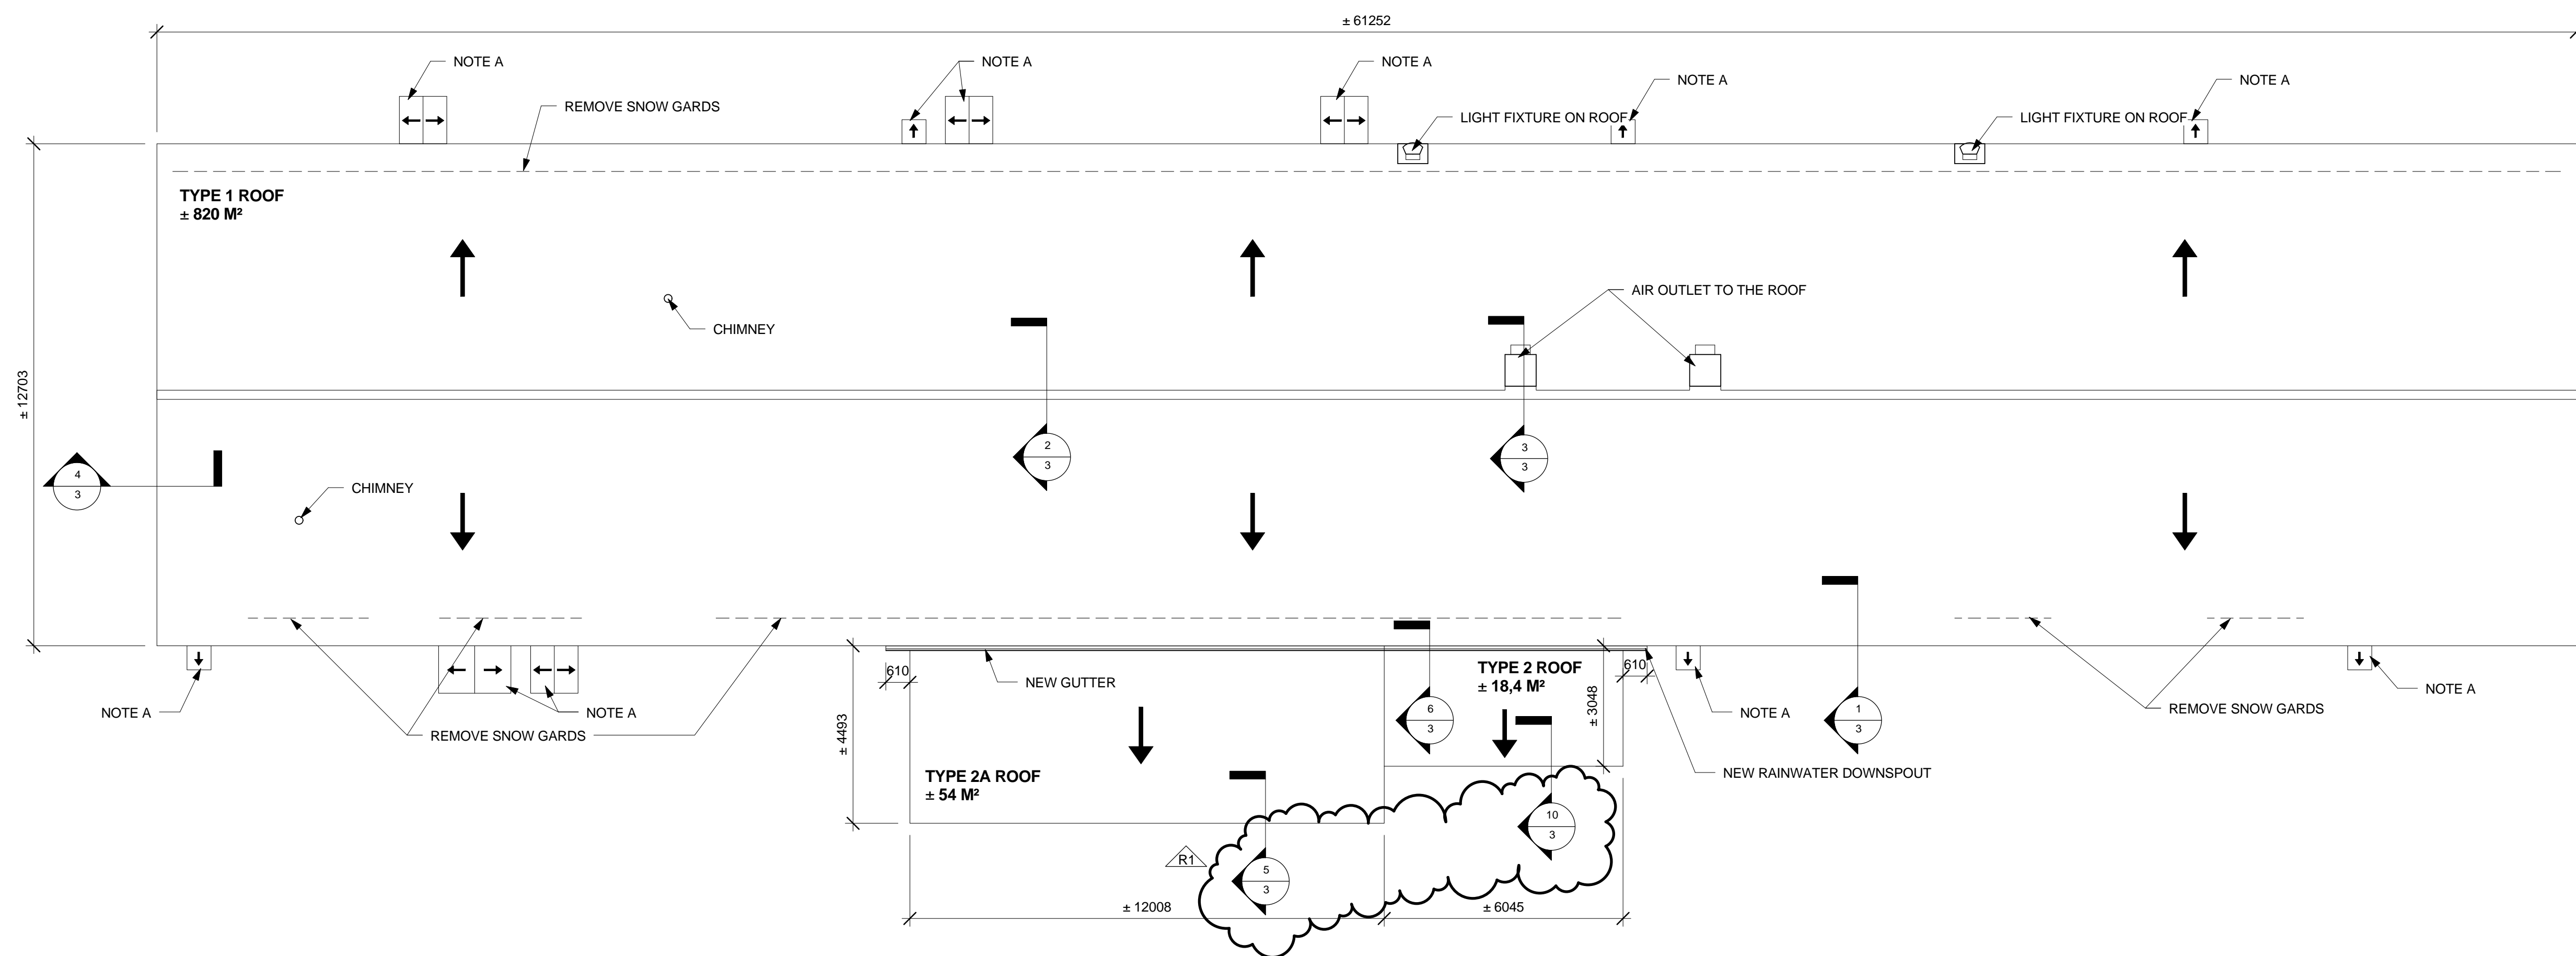 ± 61252
NOTE A
NOTE A
NOTE A
NOTE A
NOTE A
REMOVE SNOW GARDS
LIGHT FIXTURE ON ROOF
LIGHT FIXTURE ON ROOF
TYPE 1 ROOF
± 820 M²
AIR OUTLET TO THE ROOF
CHIMNEY
± 12703
2
3
3
3
4
3
CHIMNEY
610
NEW GUTTER
TYPE 2 ROOF
± 18,4 M²
610
± 3048
NOTE A
NOTE A
REMOVE SNOW GARDS
± 4493
6
3
NOTE A
1
3
REMOVE SNOW GARDS
NOTE A
TYPE 2A ROOF
± 54 M²
NEW RAINWATER DOWNSPOUT
10
3
R1
5
3
± 12008
± 6045